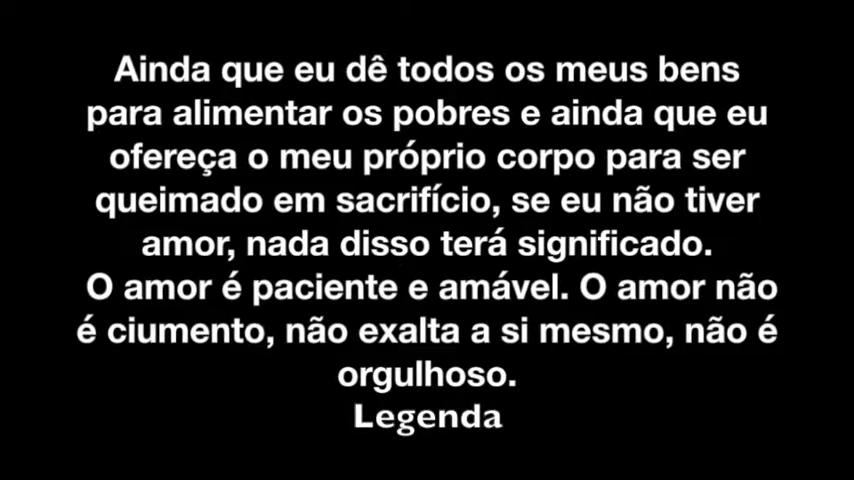 Ainda que eu dê todos os meus bens
para alimentar os pobres e ainda que eu
ofereça o meu próprio corpo para ser
queimado em sacrifício, se eu não tiver
amor, nada disso terá significado.
O amor é paciente e amável. O amor não
é ciumento, não exalta a si mesmo, não é
orgulhoso.
Legenda